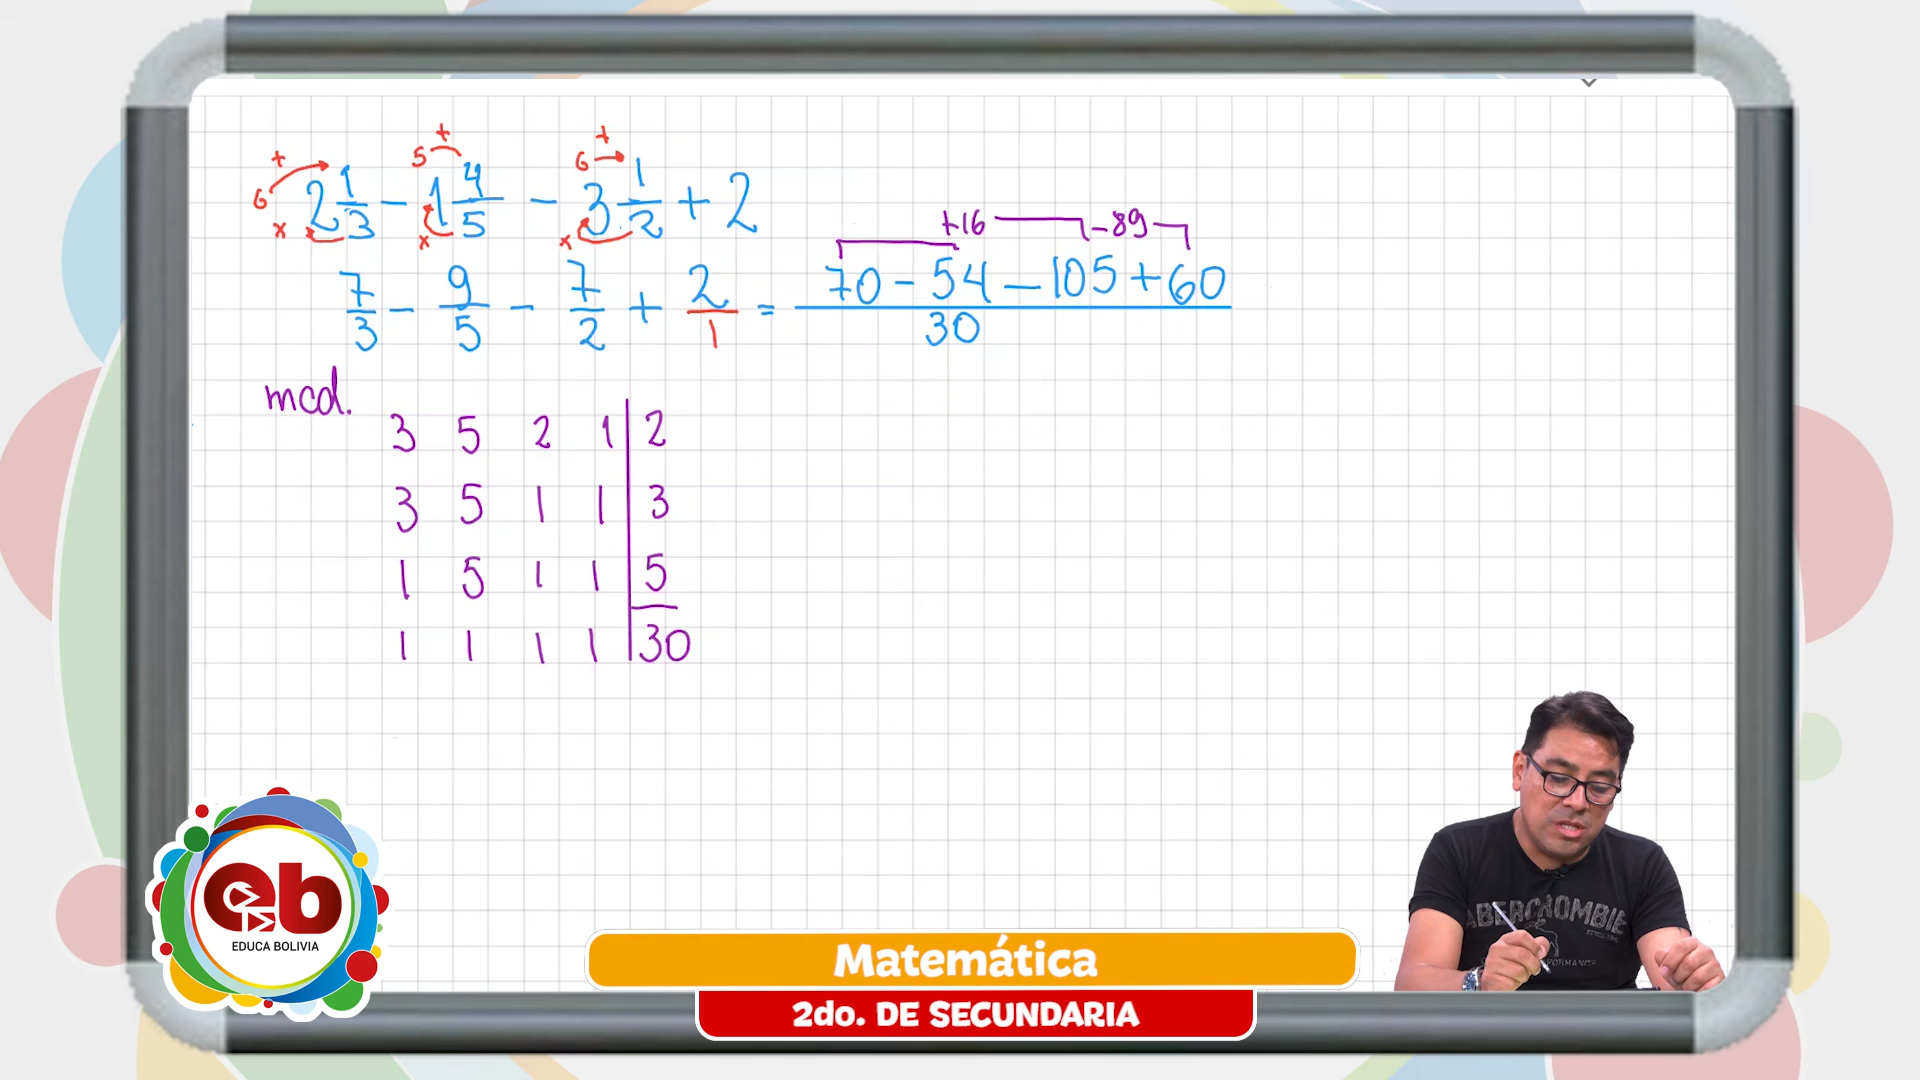 + 5 + 6 +
6 2 1/3 - 1 4/5 - 3 1/2 + 2
x x x
+16 -89
7/3 - 9/5 - 7/2 + 2/1 = 70 - 54 - 105 + 60 / 30
mcd.
3 5 2 1 | 2
3 5 1 1 | 3
1 5 1 1 | 5
1 1 1 1 | 30
ABERCROMBIE
eb
EDUCA BOLIVIA
Matemática
2do. DE SECUNDARIA